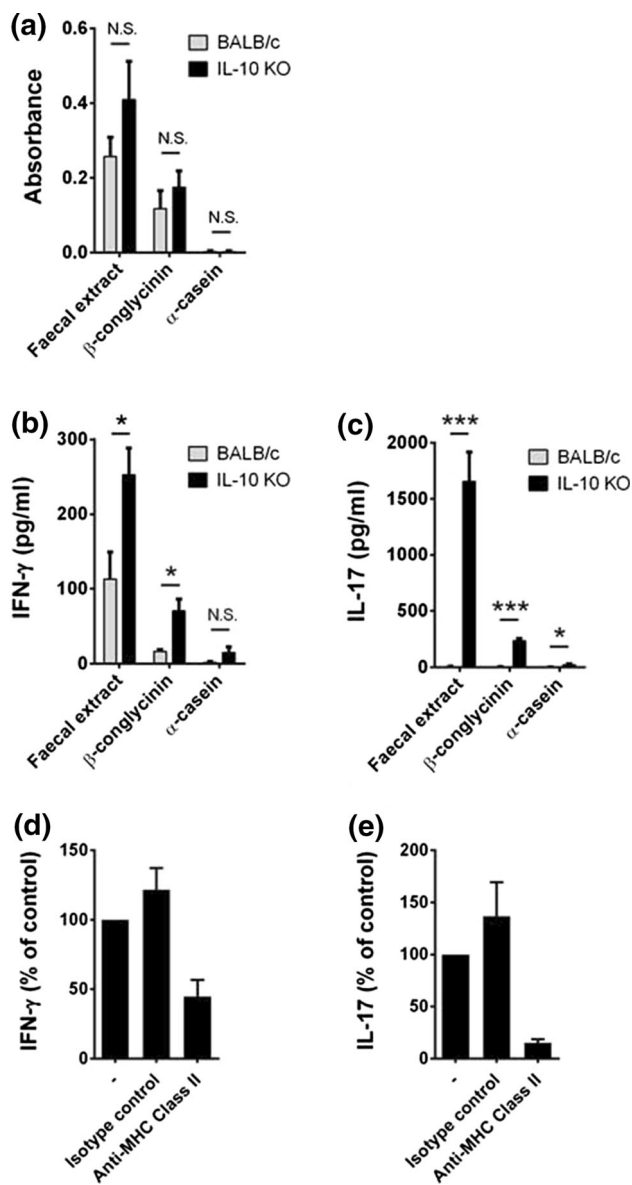 (a)
0.6
0.4
0.2
0.0
Absorbance
N.S.
N.S.
N.S.
BALB/c
IL-10 KO
Faecal extract
β-conglycinin
α-casein
(b)
300
200
100
0
IFN-γ (pg/ml)
*
*
N.S.
BALB/c
IL-10 KO
Faecal extract
β-conglycinin
α-casein
(c)
2000
1500
1000
500
0
IL-17 (pg/ml)
***
***
*
BALB/c
IL-10 KO
Faecal extract
β-conglycinin
α-casein
(d)
150
100
50
0
IFN-γ (% of control)
-
Isotype control
Anti-MHC Class II
(e)
200
150
100
50
0
IL-17 (% of control)
-
Isotype control
Anti-MHC Class II